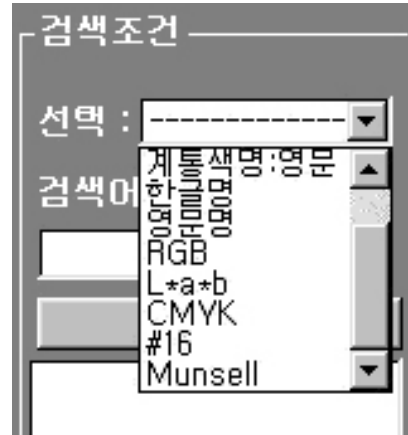 검색조건
선택 : -------------
계통색명:영문
검색어
한글명
영문명
RGB
L*a*b
CMYK
#16
Munsell